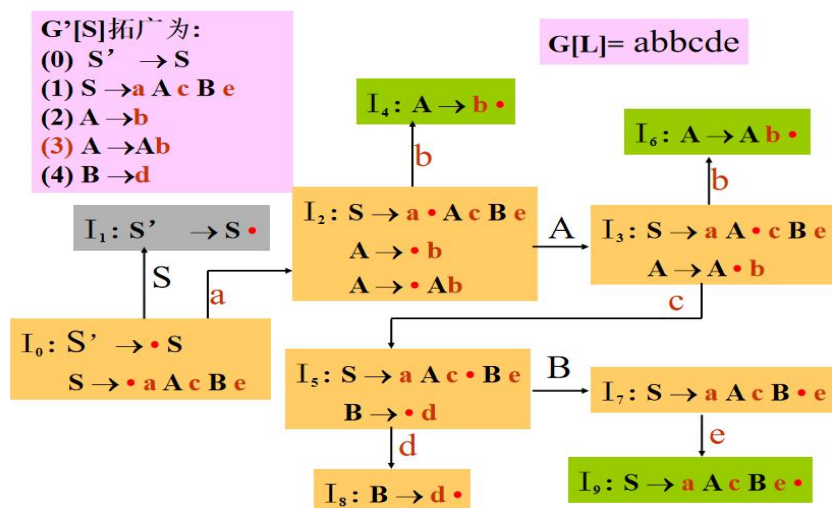 G’[S]拓广为:
(0) S’ → S
(1) S → a A c B e
(2) A → b
(3) A → Ab
(4) B → d
G[L]= abbcde
I₄: A → b •
I₆: A → A b •
b
b
I₁: S’ → S •
I₂: S → a • A c B e
A → • b
A → • Ab
A
I₃: S → a A • c B e
A → A • b
S
a
c
I₀: S’ → • S
S → • a A c B e
I₅: S → a A c • B e
B → • d
B
I₇: S → a A c B • e
d
e
I₈: B → d •
I₉: S → a A c B e •